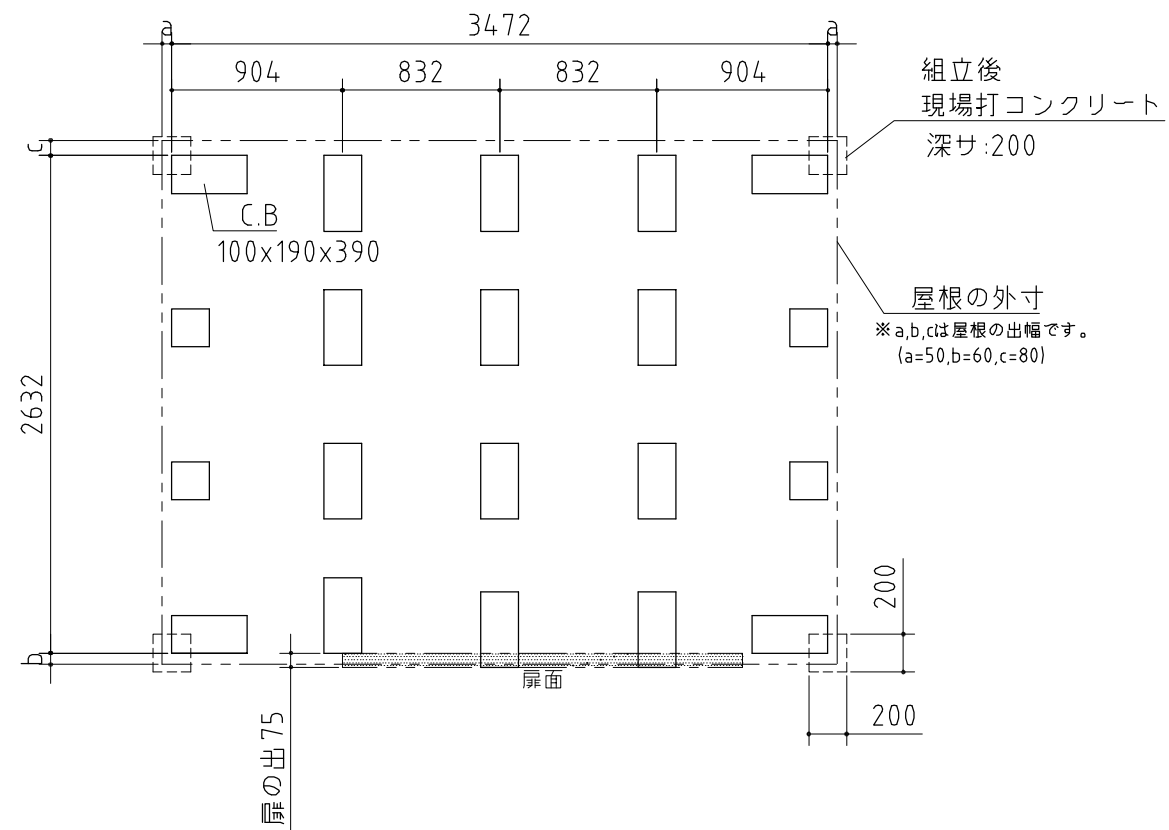 a
3472
a
904
832
832
904
組立後
現場打コンクリート
深サ:200
c
C.B
100x190x390
屋根の外寸
※a,b,cは屋根の出幅です。
(a=50,b=60,c=80)
2632
200
b
扉面
200
扉の出 75